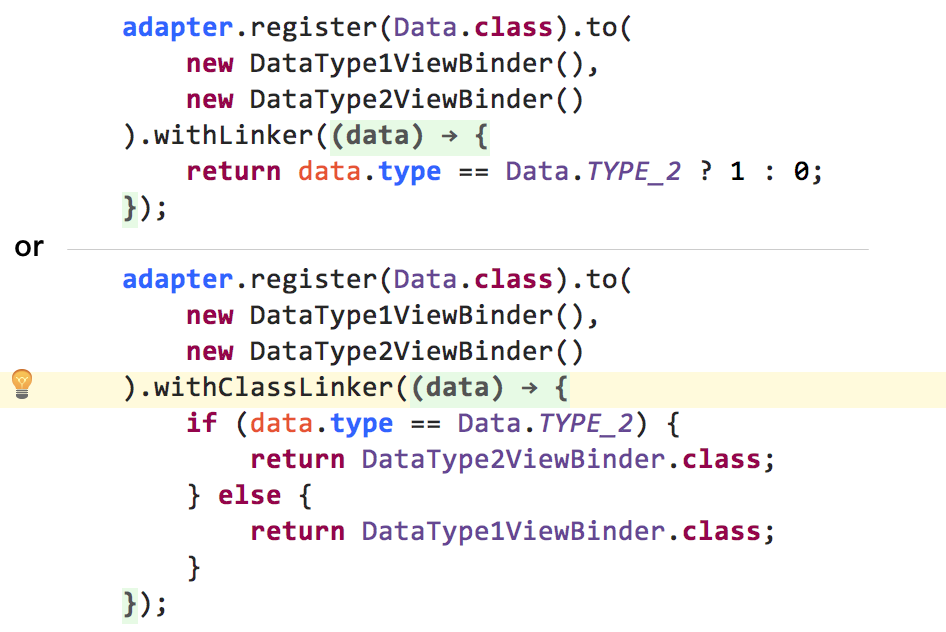 adapter.register(Data.class).to(
    new DataType1ViewBinder(),
    new DataType2ViewBinder()
).withLinker((data) → {
    return data.type == Data.TYPE_2 ? 1 : 0;
});
or
adapter.register(Data.class).to(
    new DataType1ViewBinder(),
    new DataType2ViewBinder()
).withClassLinker((data) → {
    if (data.type == Data.TYPE_2) {
        return DataType2ViewBinder.class;
    } else {
        return DataType1ViewBinder.class;
    }
});